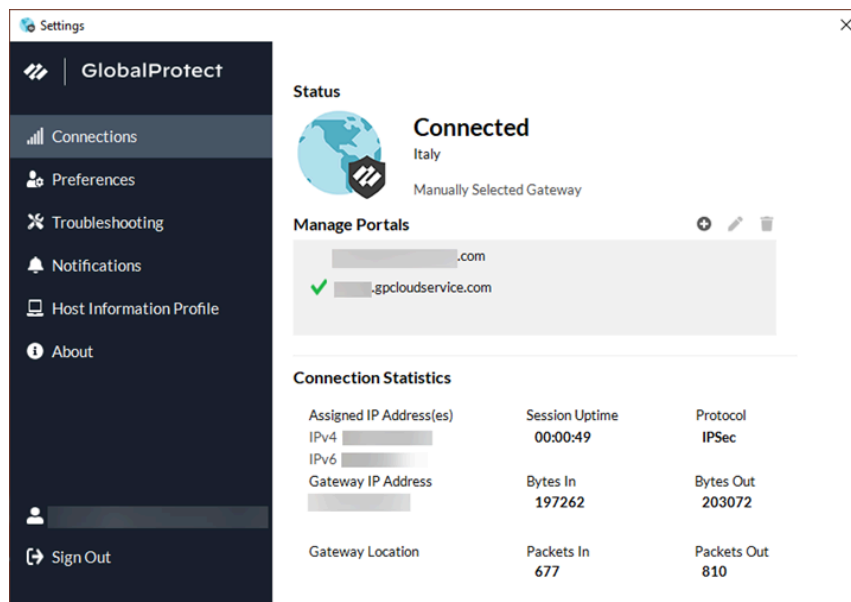 Settings
GlobalProtect
Connections
Preferences
Troubleshooting
Notifications
Host Information Profile
About
Sign Out
Status
Connected
Italy
Manually Selected Gateway
Manage Portals
.com
.gpcloudservice.com
Connection Statistics
Assigned IP Address(es) Session Uptime Protocol
IPv4 00:00:49 IPSec
IPv6
Gateway IP Address Bytes In Bytes Out
197262 203072
Gateway Location Packets In Packets Out
677 810